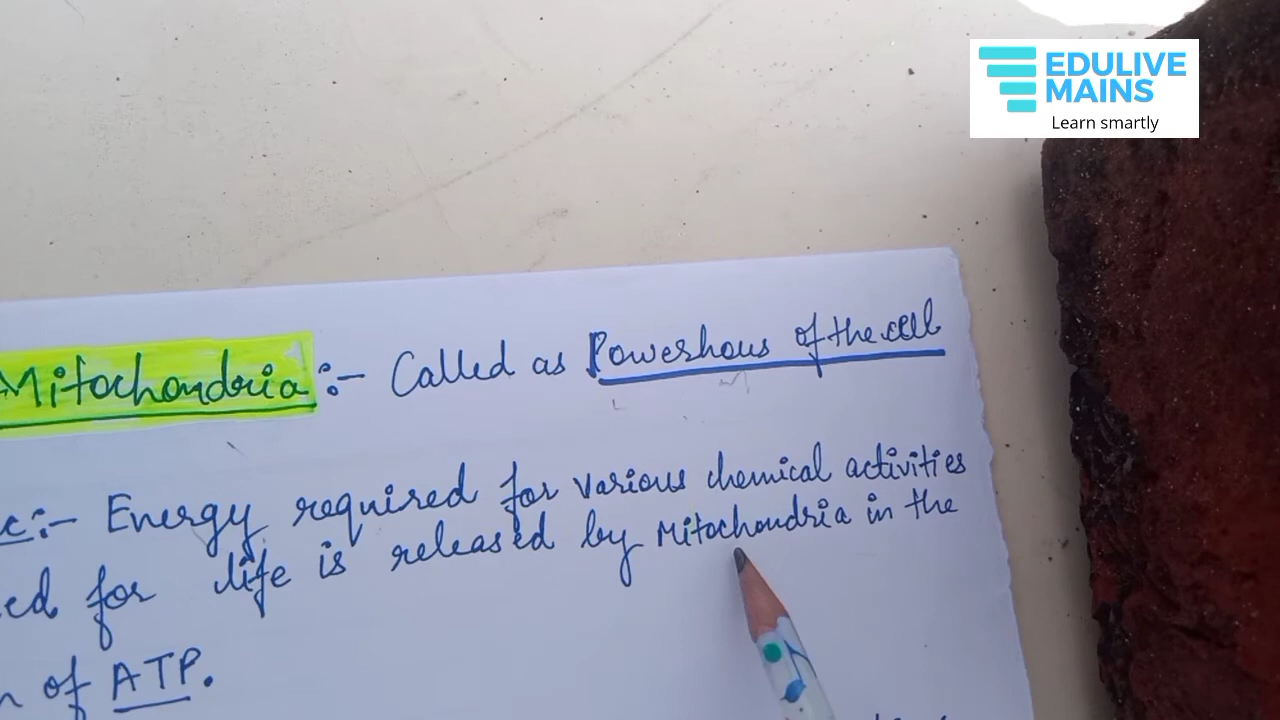 EDULIVE
MAINS
Learn smartly
Mitochondria :- Called as Powerhous of the cell
:- Energy required for various chemical activities
for life is released by Mitochondria in the
of ATP.